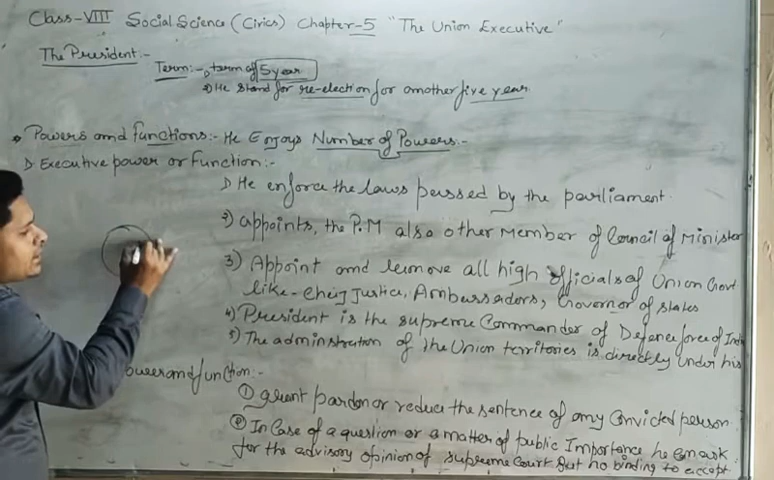 Class-VIII Social Science (Civics) Chapter-5 "The Union Executive"
The President:-
Term:- 1) term of 5 year
2) He stand for re-election for another five year
Powers and functions:- He Enjoys Number of Powers:-
1) Executive power or function:-
1) He enforce the laws passed by the parliament.
2) appoints, the P.M also other Member of Council of Minister
3) Appoint and remove all high officials of Union Govt
like- Chief Justice, Ambassadors, Governor of states
4) President is the supreme Commander of Defence force of
5) The adminstration of the Union territories is directly under his
and function:-
① grant pardon or reduce the sentence of any Convicted person
② In Case of a question or a matter of public Importance he can ask
for the advisory opinion of supreme Court But no binding to accept